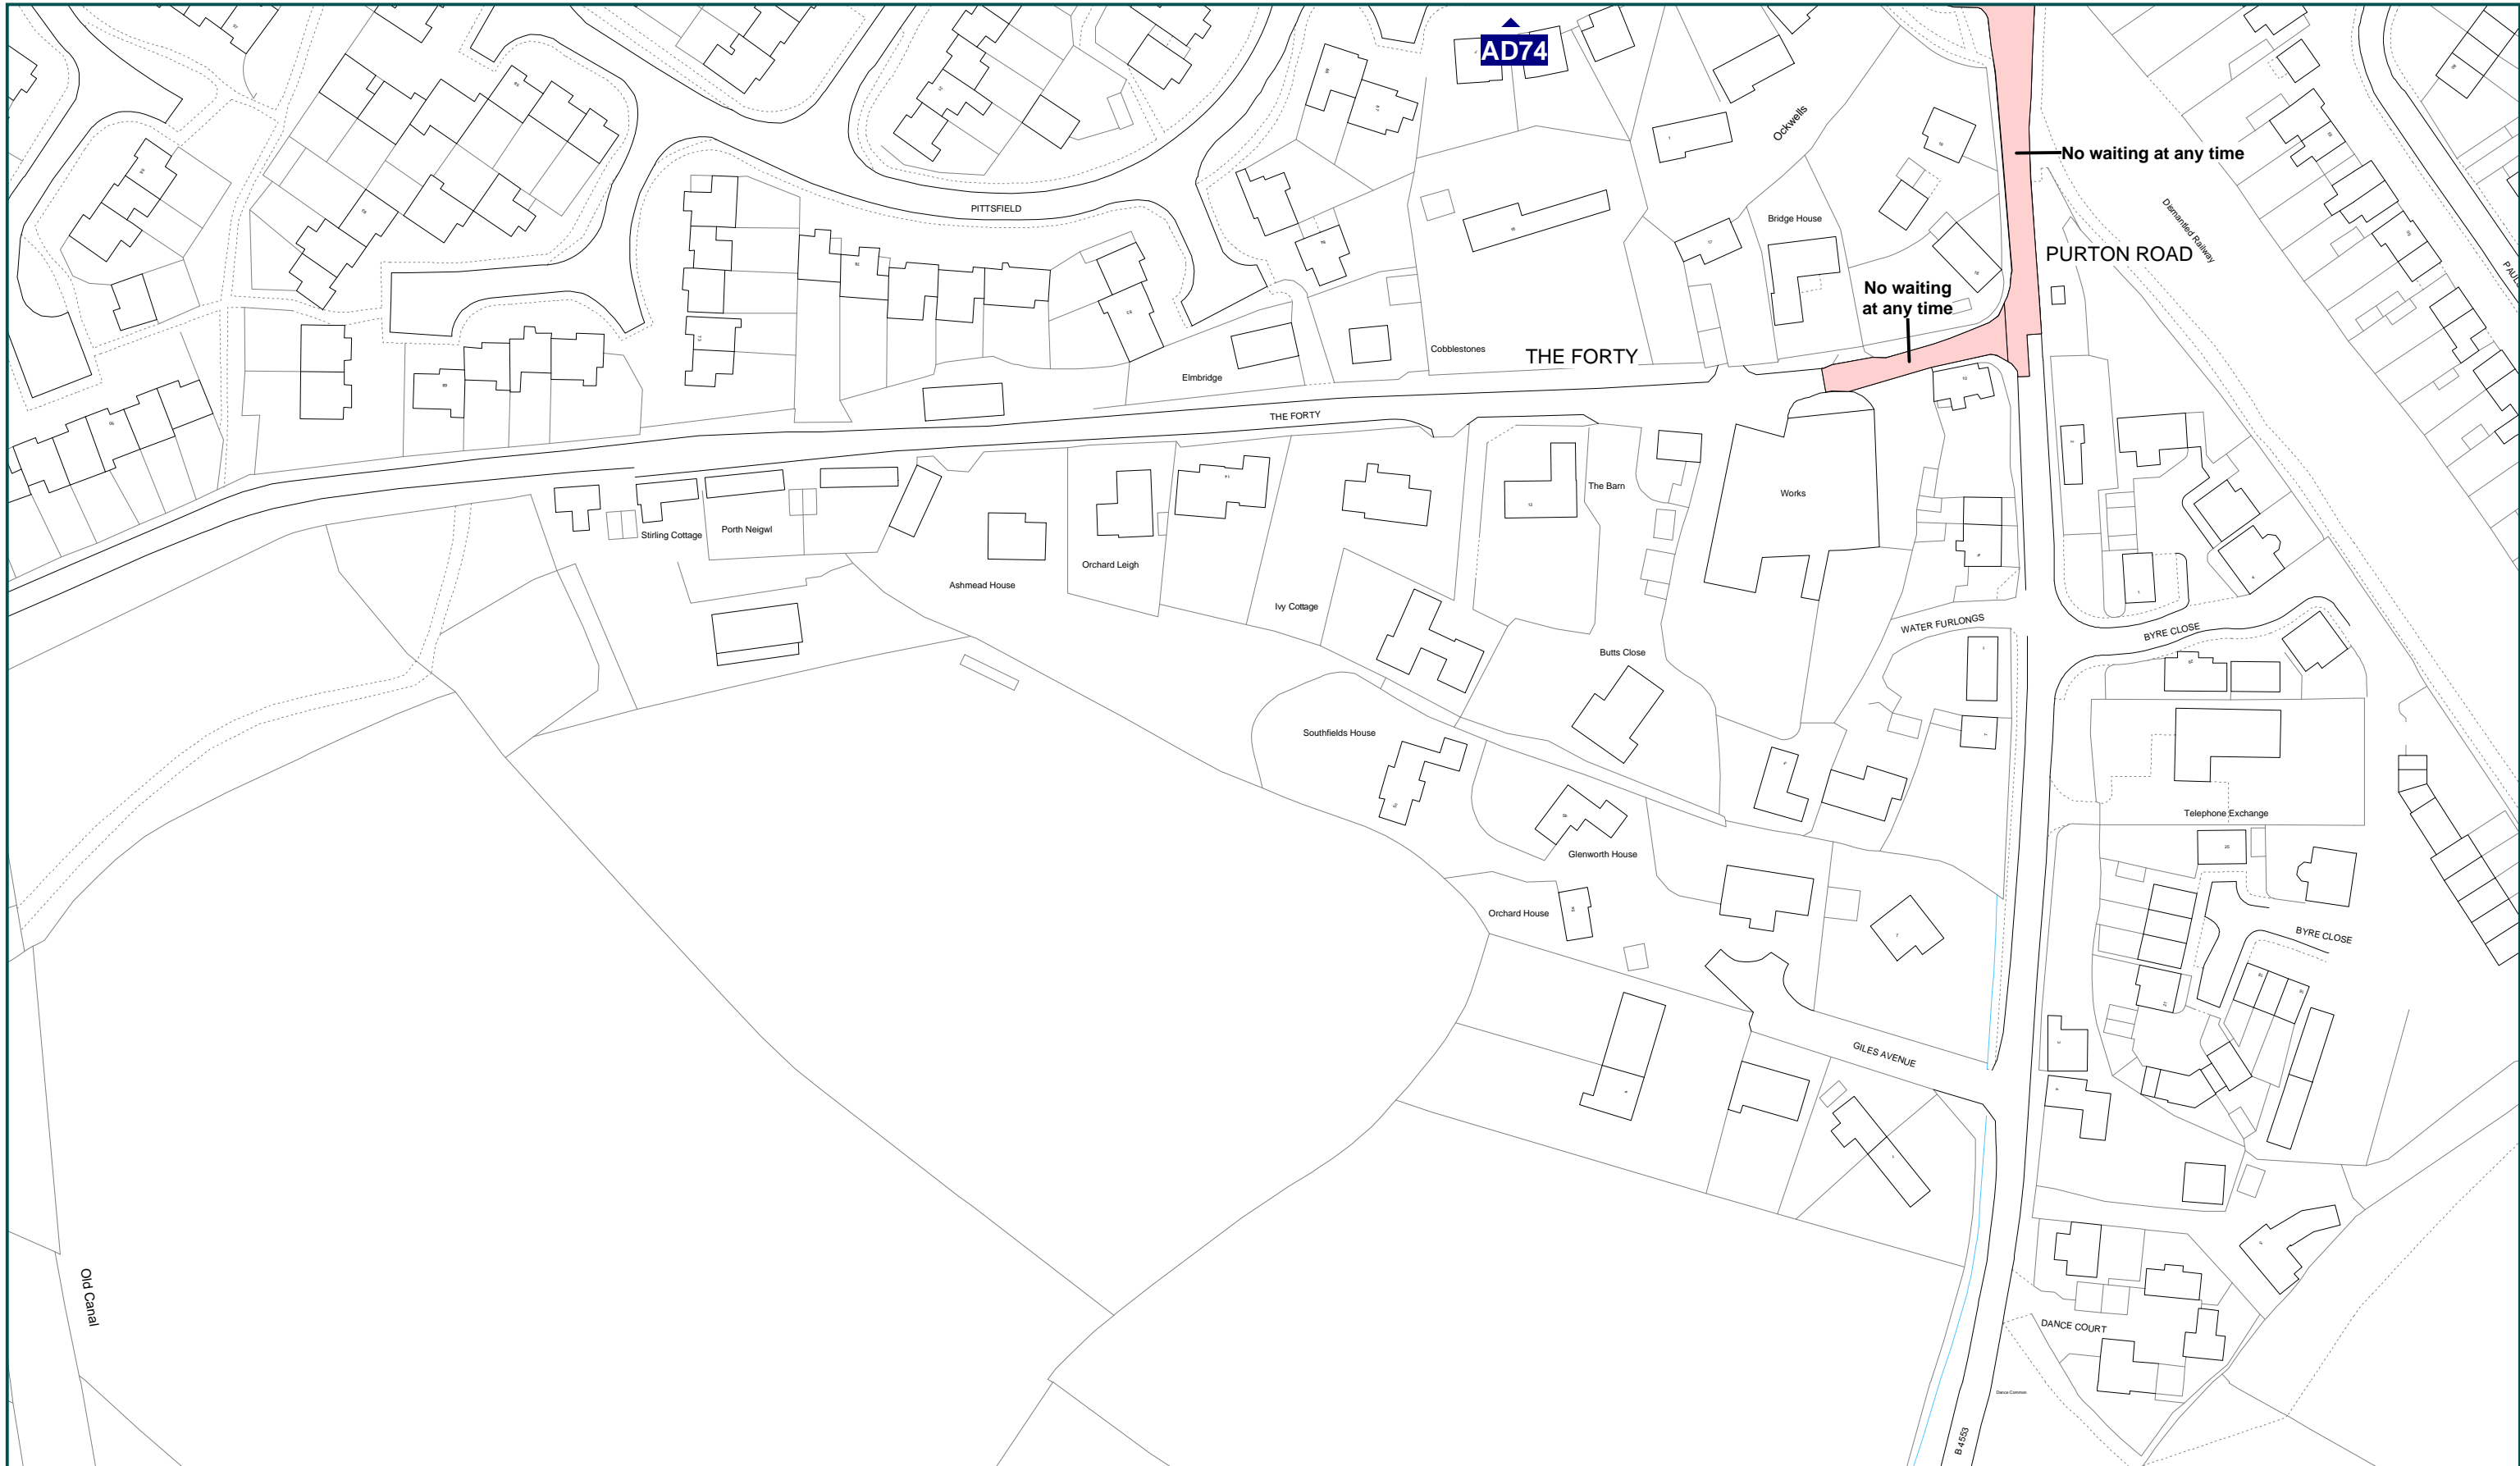 AD74
Ockwells
No waiting at any time
PITTSFIELD
Bridge House
Dismantled Railway
PURTON ROAD
No waiting
at any time
Cobblestones
THE FORTY
Elmbridge
THE FORTY
The Barn
Works
Stirling Cottage
Porth Neigwl
Orchard Leigh
Ashmead House
Ivy Cottage
WATER FURLONGS
BYRE CLOSE
Butts Close
Southfields House
Telephone Exchange
Glenworth House
Orchard House
BYRE CLOSE
GILES AVENUE
Old Canal
DANCE COURT
Dance Common
B 4553